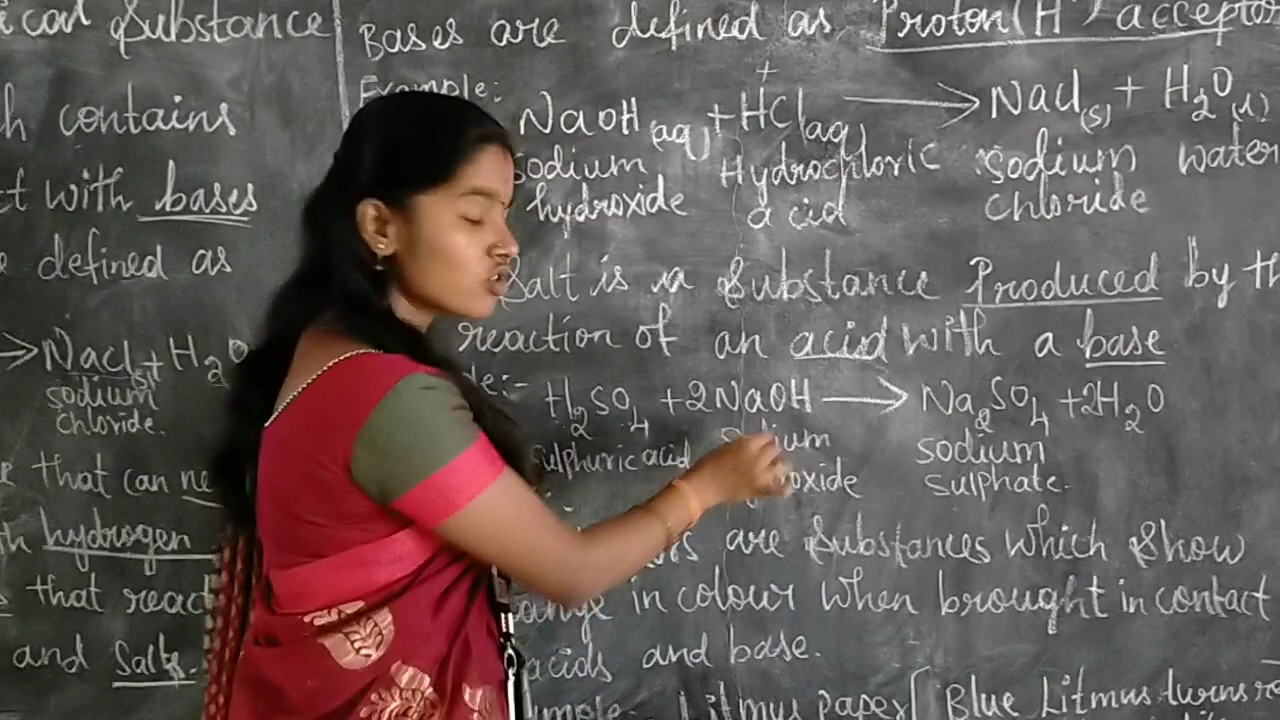 Substance
contains
with bases
defined as
→ Nacl(s) + H₂O
sodium
chloride.
that can
hydrogen
that react
and Salts.
Bases are defined as Proton(H⁺) acceptor
Example:
NaoH(aq) + HCl(aq) → Nacl(s) + H₂O(l)
Sodium Hydrochloric sodium water
hydroxide acid chloride
Salt is a Substance Produced by
reaction of an acid with a base
H₂SO₄ + 2NaOH → Na₂SO₄ + 2H₂O
Sulphuric acid sodium
sulphate.
are Substances which show
in colour when brought in contact
acids and base.
Litmus paper [ Blue Litmus turns